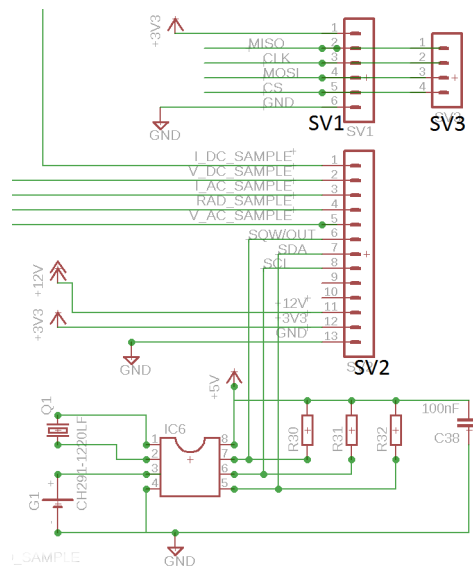 +3V3
1
MISO 2 1
CLK 3 2
MOSI 4 3
CS 5 4
GND 6
SV1 SV1 SV3
GND
I_DC_SAMPLE 1
V_DC_SAMPLE 2
I_AC_SAMPLE 3
RAD_SAMPLE 4
V_AC_SAMPLE 5
SQW/OUT 6
SDA 7
SCL 8
9
+12V 10
+12V 11
+3V3 +3V3 12
GND 13
GND
SV2
+5V
Q1 IC6
100nF
C38
R30 R31 R32
1 8
2 7
3 6
4 5
G1 CH291-1220LF
GND
_SAMPLE